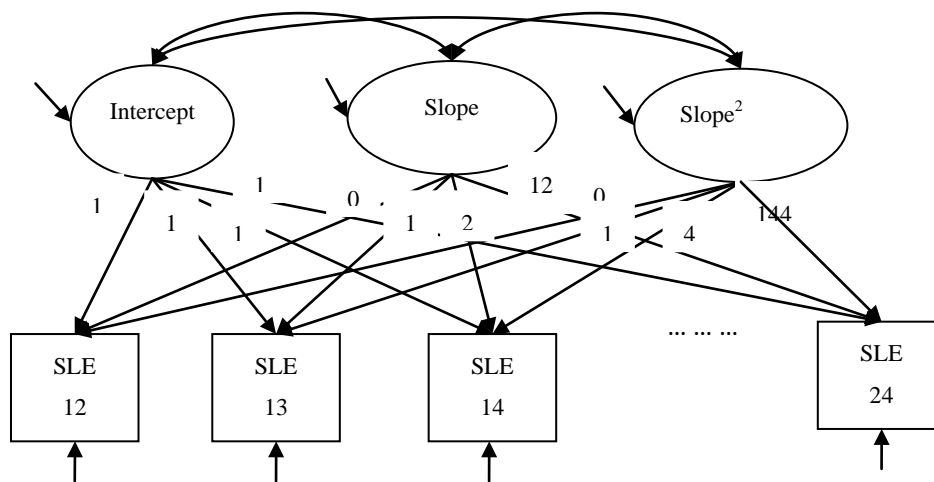 Intercept
Slope
Slope²
1
1
1
1
0
1
2
12
0
1
4
144
... ... ...
SLE
12
SLE
13
SLE
14
SLE
24